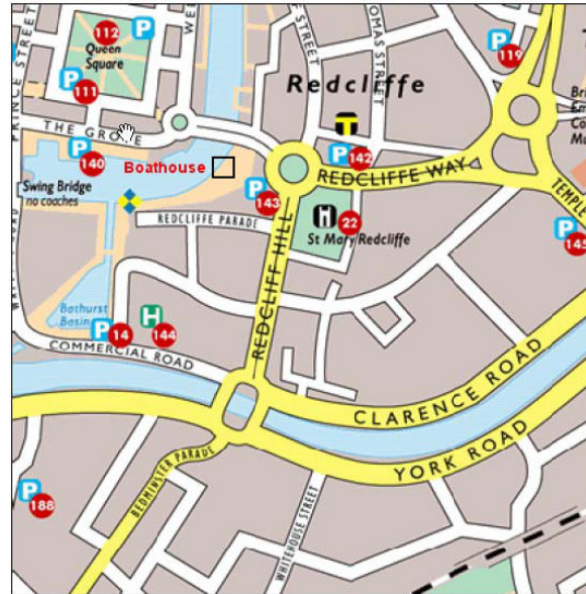 PRINCE STREET
112
P
Queen
Square
P
111
THOMAS STREET
P
119
Redcliffe
T
THE GROVE
P
140
Boathouse
P
142
REDCLIFFE WAY
Swing Bridge
no coaches
P
143
REDCLIFFE PARADE
H
22
St Mary Redcliffe
TEMPLE
P
145
REDCLIFF HILL
Bathurst
Basin
P
14
H
144
COMMERCIAL ROAD
CLARENCE ROAD
YORK ROAD
BEDMINSTER PARADE
WHITEHOUSE STREET
P
188